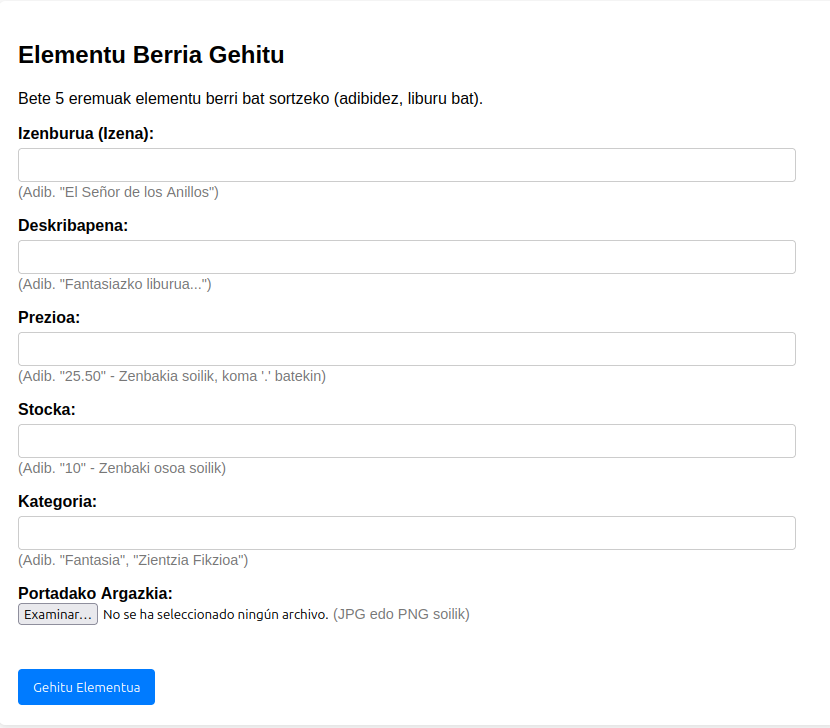 Elementu Berria Gehitu
Bete 5 eremuak elementu berri bat sortzeko (adibidez, liburu bat).
Izenburua (Izena):
(Adib. "El Señor de los Anillos")
Deskribapena:
(Adib. "Fantasiazko liburua...")
Prezioa:
(Adib. "25.50" - Zenbakia soilik, koma '.' batekin)
Stocka:
(Adib. "10" - Zenbaki osoa soilik)
Kategoria:
(Adib. "Fantasia", "Zientzia Fikzioa")
Portadako Argazkia:
Examinar... No se ha seleccionado ningún archivo. (JPG edo PNG soilik)
Gehitu Elementua